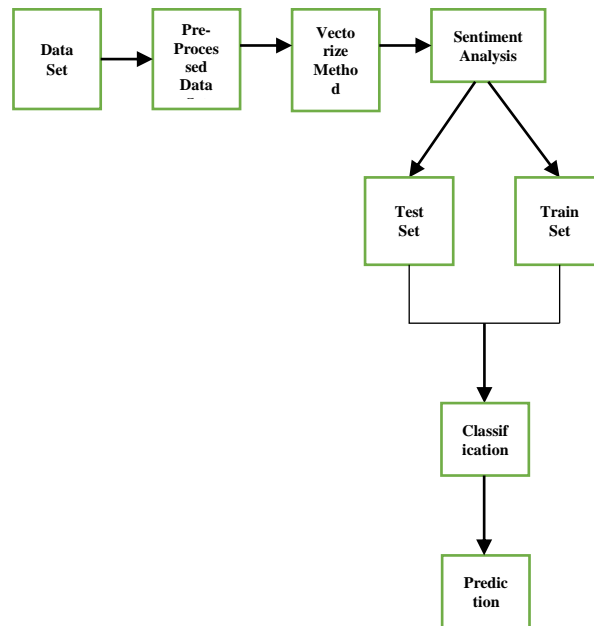 Data
Set
Pre-
Proces
sed
Data
Vecto
rize
Metho
d
Sentiment
Analysis
Test
Set
Train
Set
Classif
ication
Predic
tion